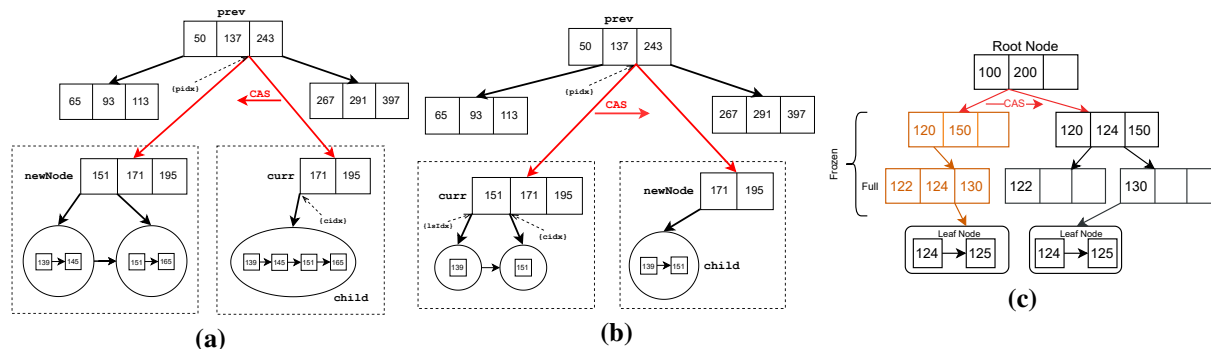 prev
50 137 243
{pidx}
CAS
65 93 113
267 291 397
newNode
151 171 195
curr
171 195
{cidx}
139 145
151 165
139 145 151 165
child
(a)
prev
50 137 243
{pidx}
CAS
65 93 113
267 291 397
curr
151 171 195
{lsIdx}
{cidx}
139
151
newNode
171 195
139 151
child
(b)
Root Node
100 200
CAS
120 150
120 124 150
Frozen
Full
122 124 130
122
130
Leaf Node
124 125
Leaf Node
124 125
(c)